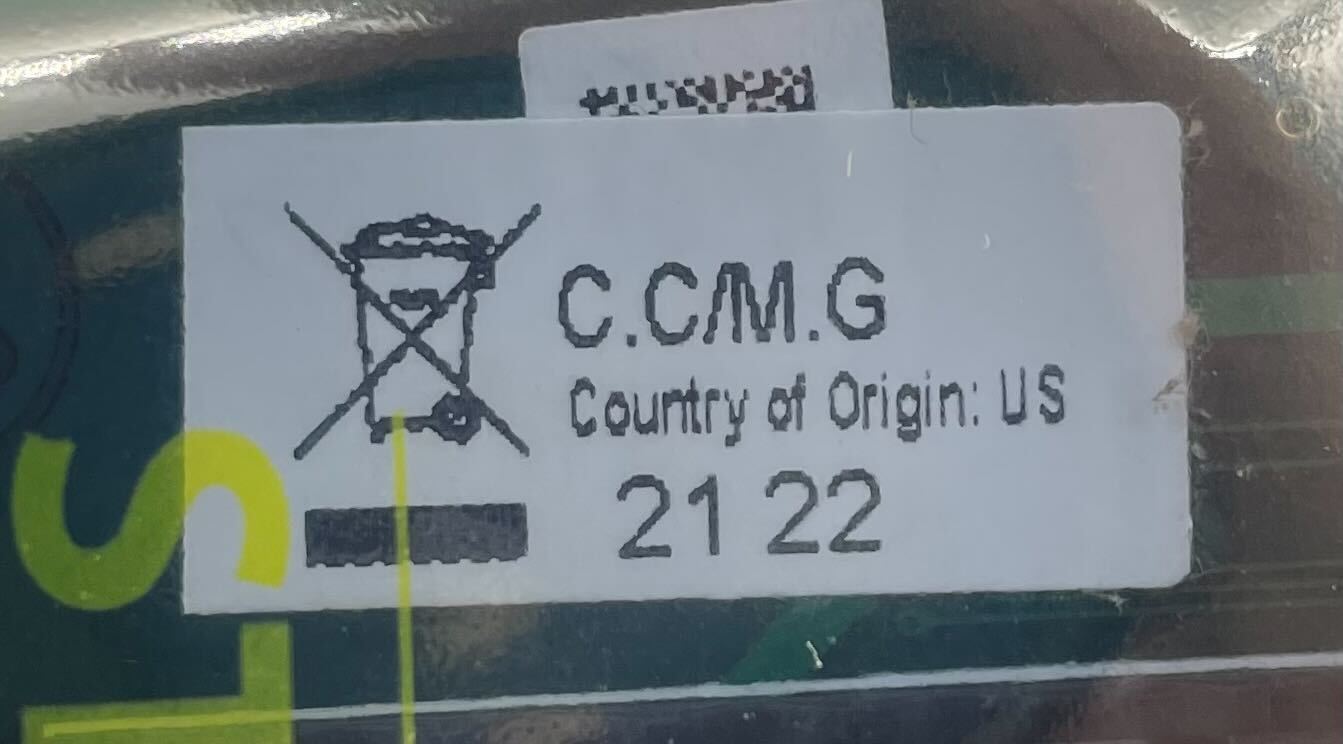 C.C/M.G
Country of Origin: US
21 22